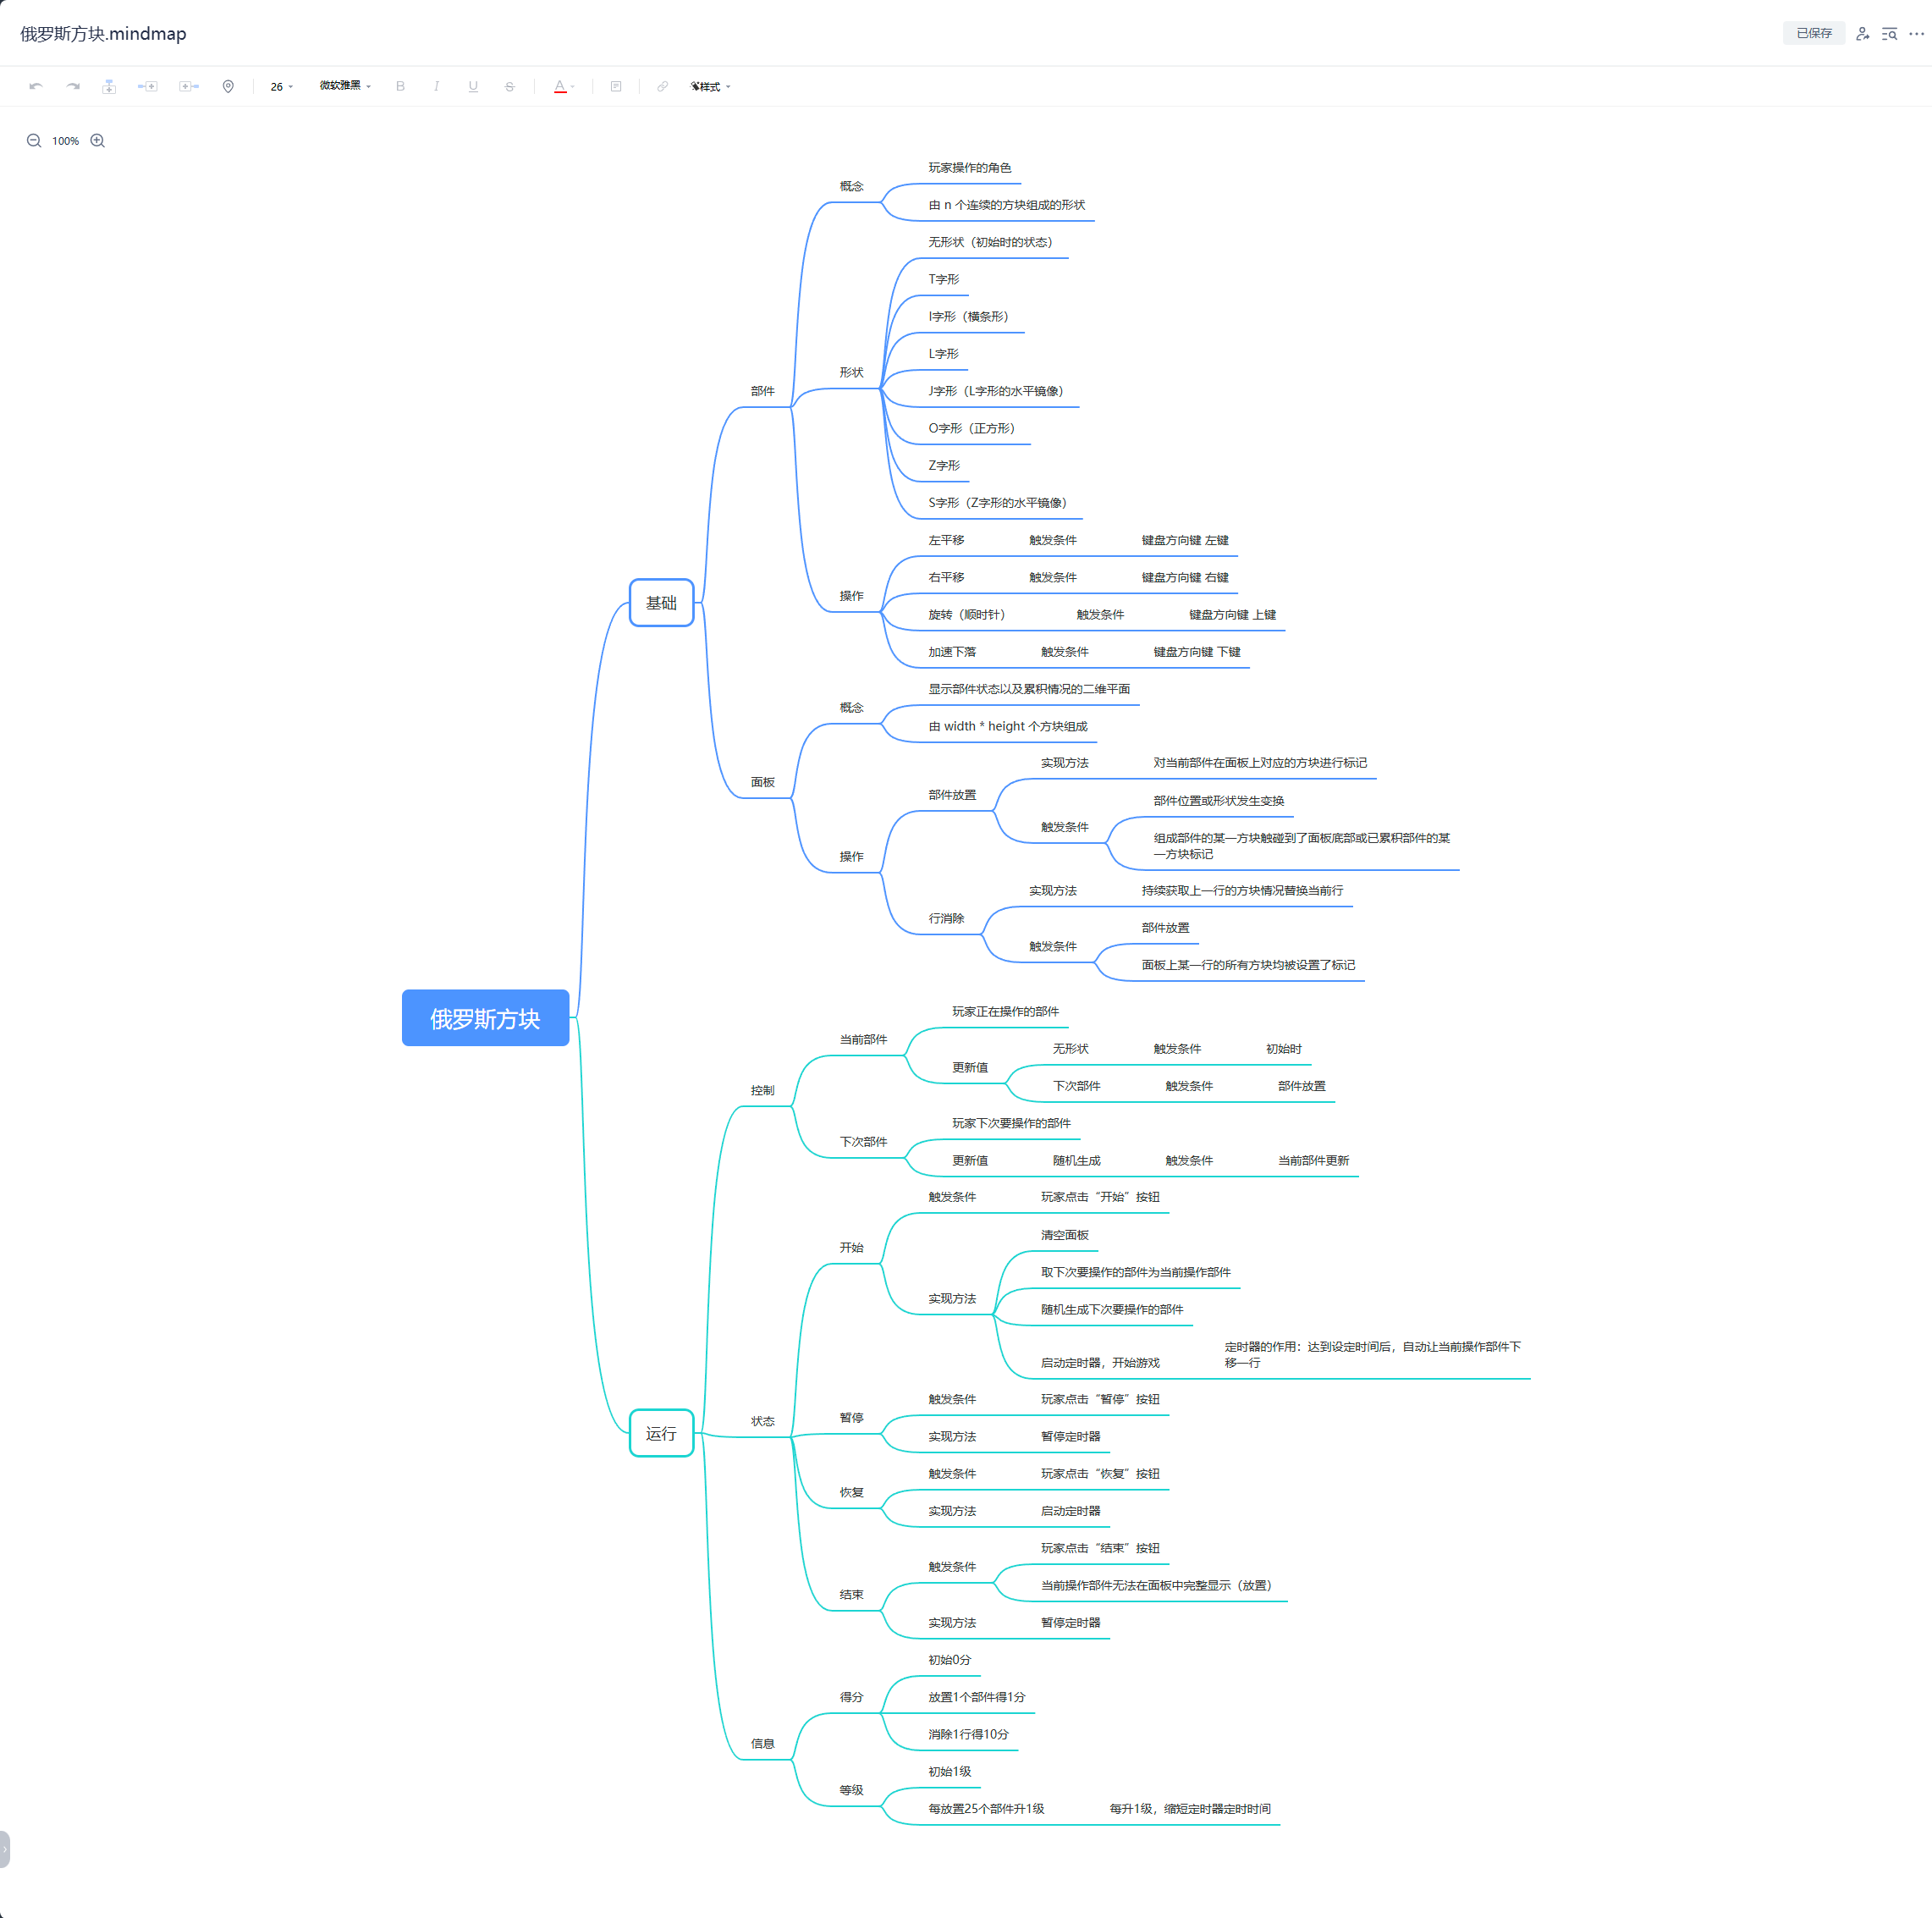 俄罗斯方块.mindmap
已保存
26
微软雅黑
B
I
U
S
A
样式
100%
俄罗斯方块
基础
部件
概念
玩家操作的角色
由 n 个连续的方块组成的形状
形状
无形状（初始时的状态）
T字形
I字形（横条形）
L字形
J字形（L字形的水平镜像）
O字形（正方形）
Z字形
S字形（Z字形的水平镜像）
操作
左平移
触发条件
键盘方向键 左键
右平移
触发条件
键盘方向键 右键
旋转（顺时针）
触发条件
键盘方向键 上键
加速下落
触发条件
键盘方向键 下键
面板
概念
显示部件状态以及累积情况的二维平面
由 width * height 个方块组成
操作
部件放置
实现方法
对当前部件在面板上对应的方块进行标记
触发条件
部件位置或形状发生变换
组成部件的某一方块触碰到了面板底部或已累积部件的某
一方块标记
行消除
实现方法
持续获取上一行的方块情况替换当前行
触发条件
部件放置
面板上某一行的所有方块均被设置了标记
运行
控制
当前部件
玩家正在操作的部件
更新值
无形状
触发条件
初始时
下次部件
触发条件
部件放置
下次部件
玩家下次要操作的部件
更新值
随机生成
触发条件
当前部件更新
状态
开始
触发条件
玩家点击“开始”按钮
实现方法
清空面板
取下次要操作的部件为当前操作部件
随机生成下次要操作的部件
启动定时器，开始游戏
定时器的作用：达到设定时间后，自动让当前操作部件下
移一行
暂停
触发条件
玩家点击“暂停”按钮
实现方法
暂停定时器
恢复
触发条件
玩家点击“恢复”按钮
实现方法
启动定时器
结束
触发条件
玩家点击“结束”按钮
当前操作部件无法在面板中完整显示（放置）
实现方法
暂停定时器
信息
得分
初始0分
放置1个部件得1分
消除1行得10分
等级
初始1级
每放置25个部件升1级
每升1级，缩短定时器定时时间